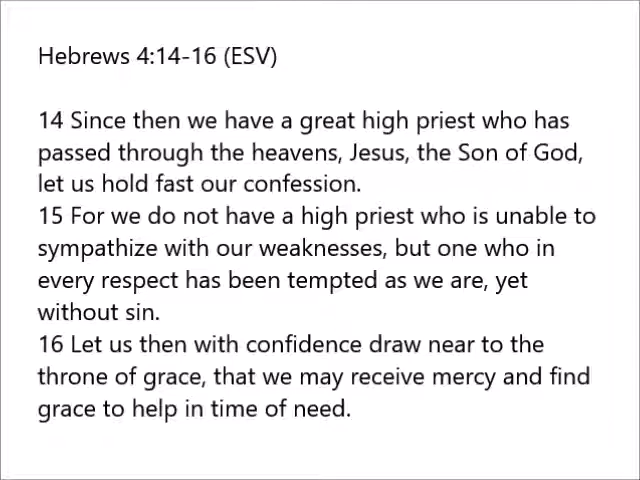 Hebrews 4:14-16 (ESV)
14 Since then we have a great high priest who has
passed through the heavens, Jesus, the Son of God,
let us hold fast our confession.
15 For we do not have a high priest who is unable to
sympathize with our weaknesses, but one who in
every respect has been tempted as we are, yet
without sin.
16 Let us then with confidence draw near to the
throne of grace, that we may receive mercy and find
grace to help in time of need.